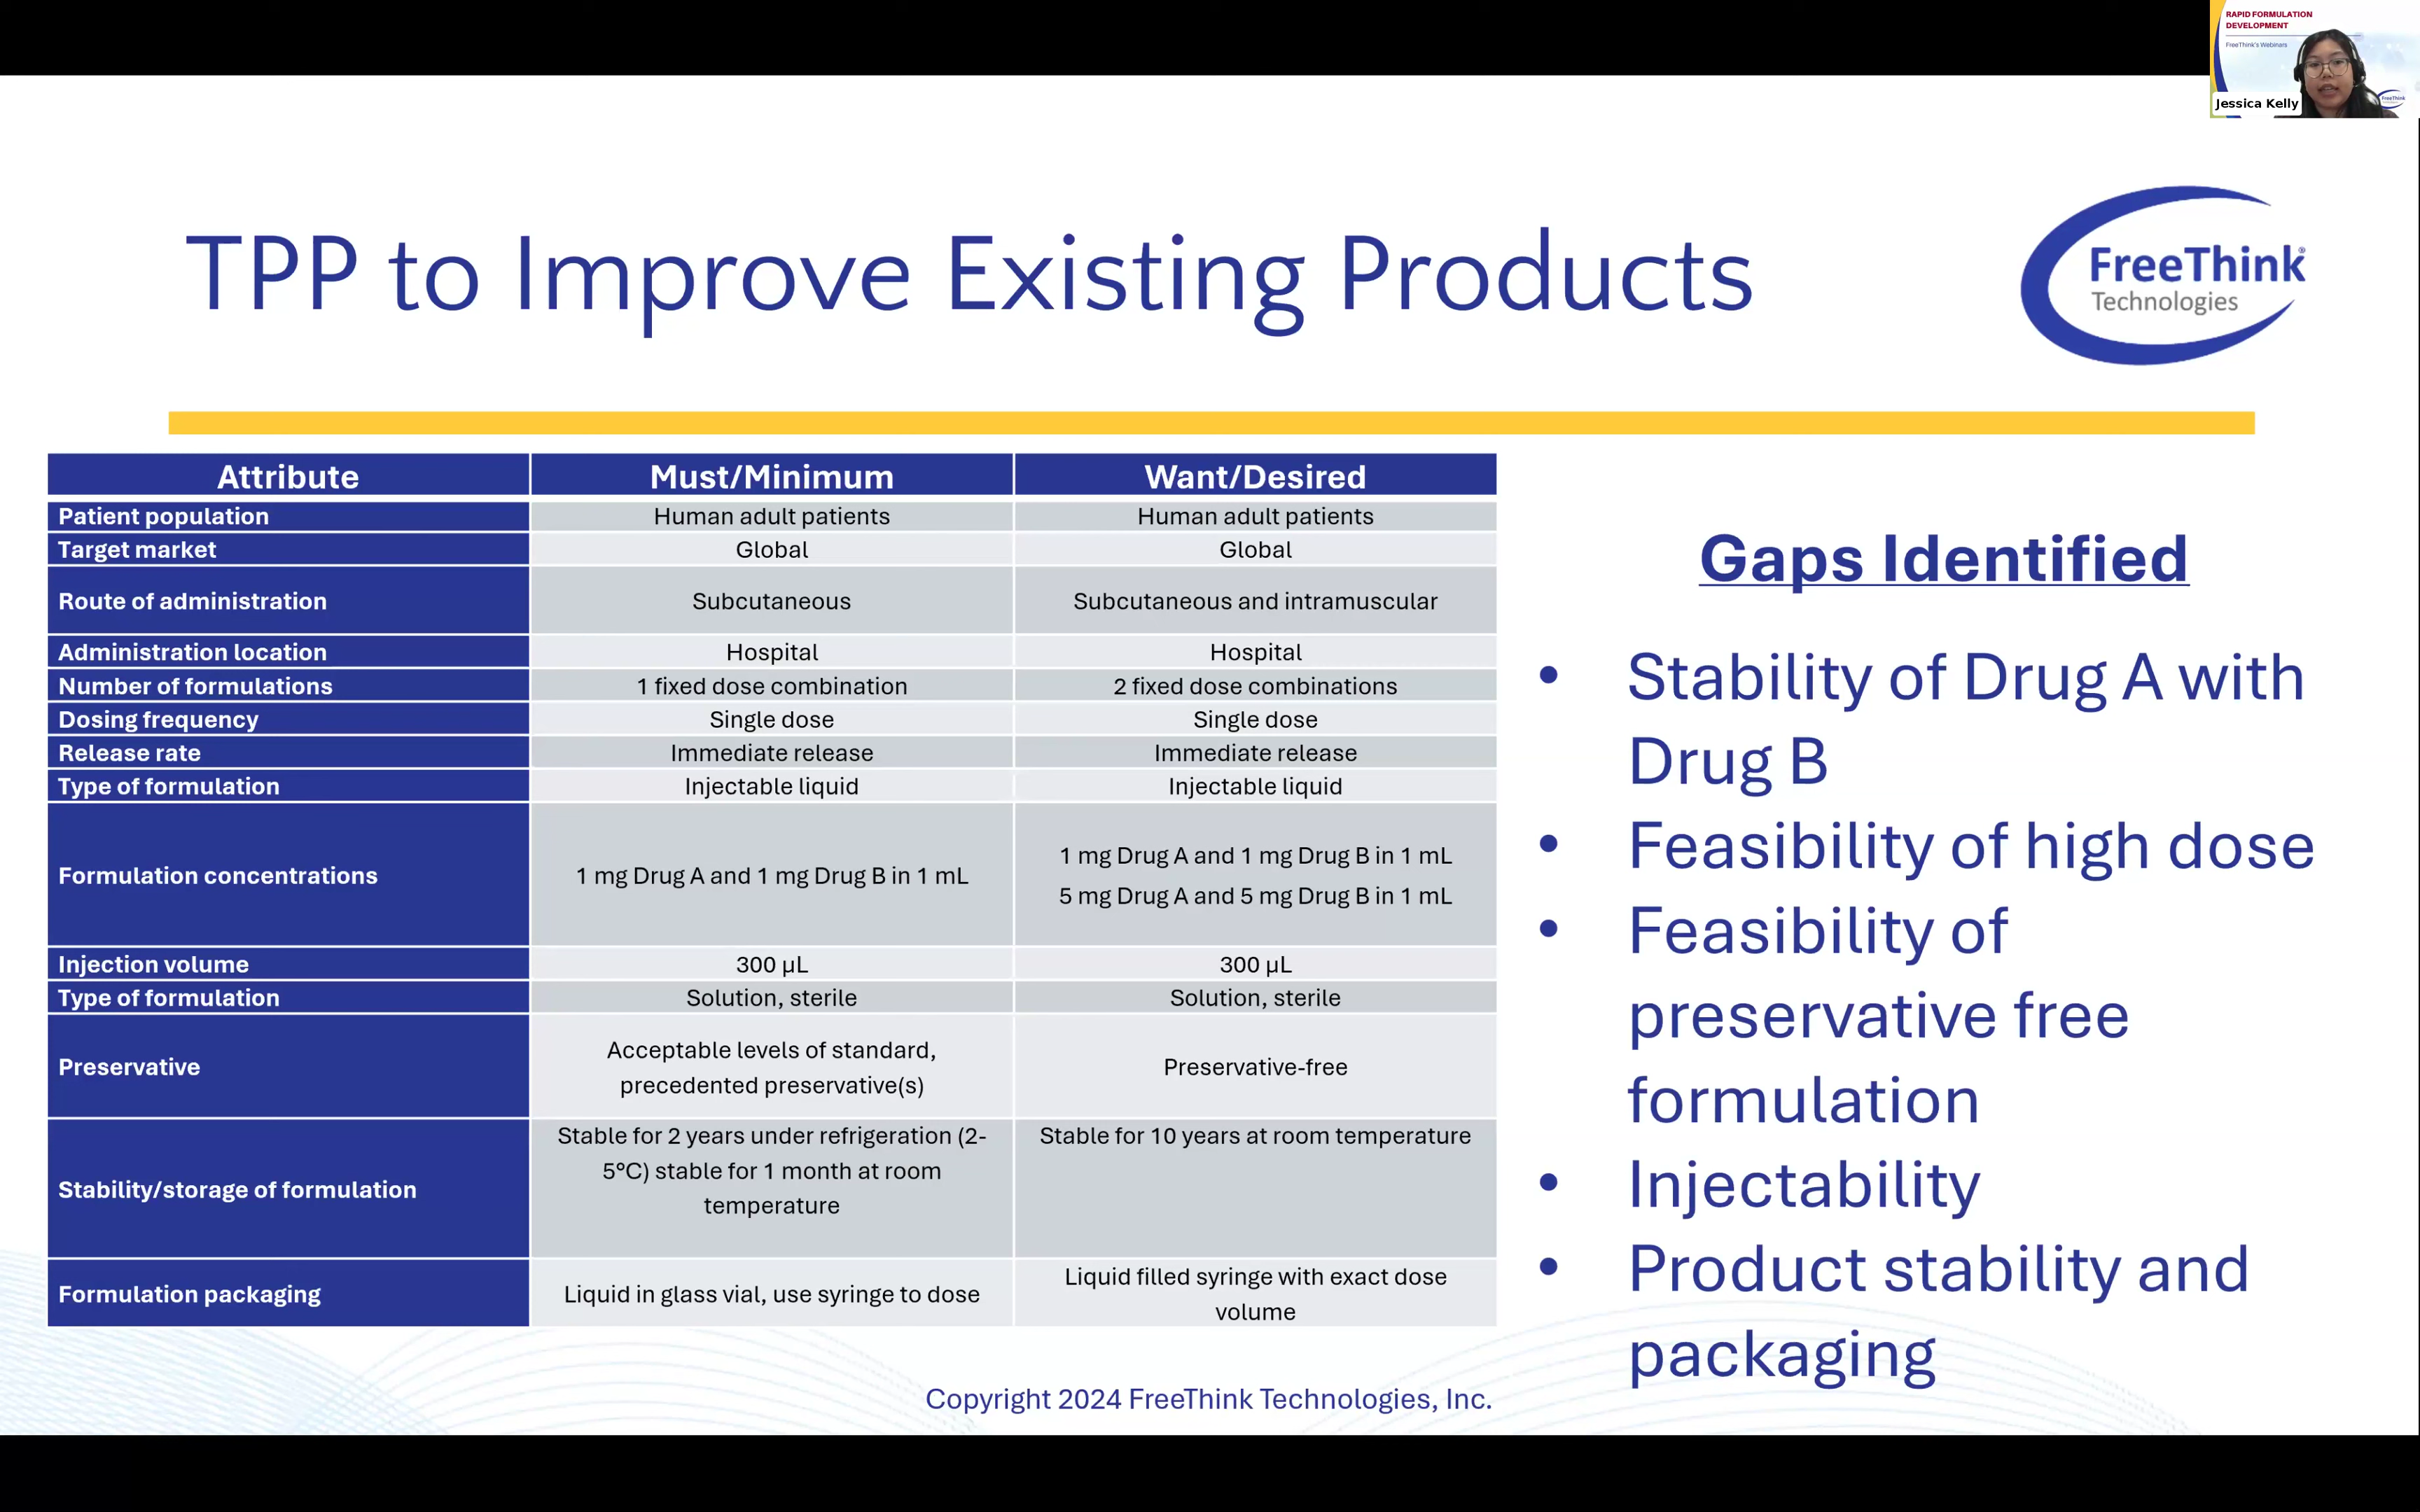 RAPID FORMULATION
DEVELOPMENT
FreeThink's Webinars
Jessica Kelly
FreeThink
TPP to Improve Existing Products
FreeThink®
Technologies
Attribute Must/Minimum Want/Desired
Patient population Human adult patients Human adult patients
Target market Global Global
Route of administration Subcutaneous Subcutaneous and intramuscular
Administration location Hospital Hospital
Number of formulations 1 fixed dose combination 2 fixed dose combinations
Dosing frequency Single dose Single dose
Release rate Immediate release Immediate release
Type of formulation Injectable liquid Injectable liquid
Formulation concentrations 1 mg Drug A and 1 mg Drug B in 1 mL 1 mg Drug A and 1 mg Drug B in 1 mL
5 mg Drug A and 5 mg Drug B in 1 mL
Injection volume 300 µL 300 µL
Type of formulation Solution, sterile Solution, sterile
Preservative Acceptable levels of standard,
precedented preservative(s) Preservative-free
Stability/storage of formulation Stable for 2 years under refrigeration (2-
5°C) stable for 1 month at room
temperature Stable for 10 years at room temperature
Formulation packaging Liquid in glass vial, use syringe to dose Liquid filled syringe with exact dose
volume
Gaps Identified
• Stability of Drug A with
Drug B
• Feasibility of high dose
• Feasibility of
preservative free
formulation
• Injectability
• Product stability and
packaging
Copyright 2024 FreeThink Technologies, Inc.